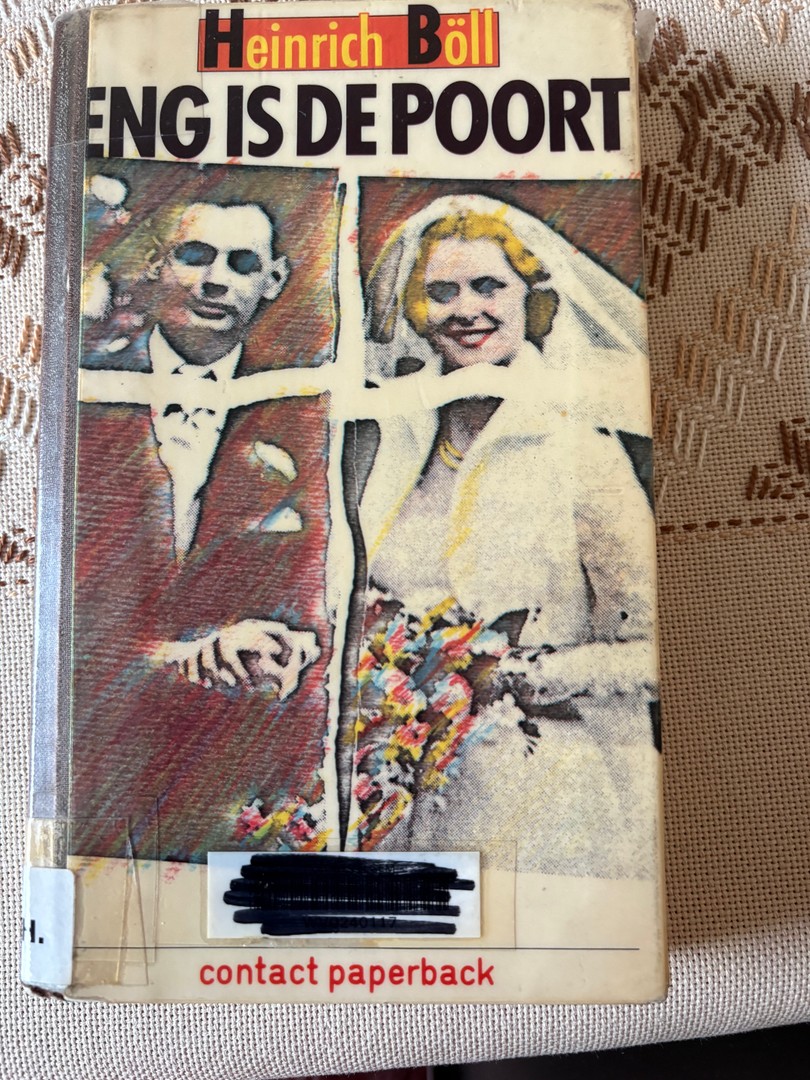 Heinrich Böll
ENG IS DE POORT
H.
contact paperback